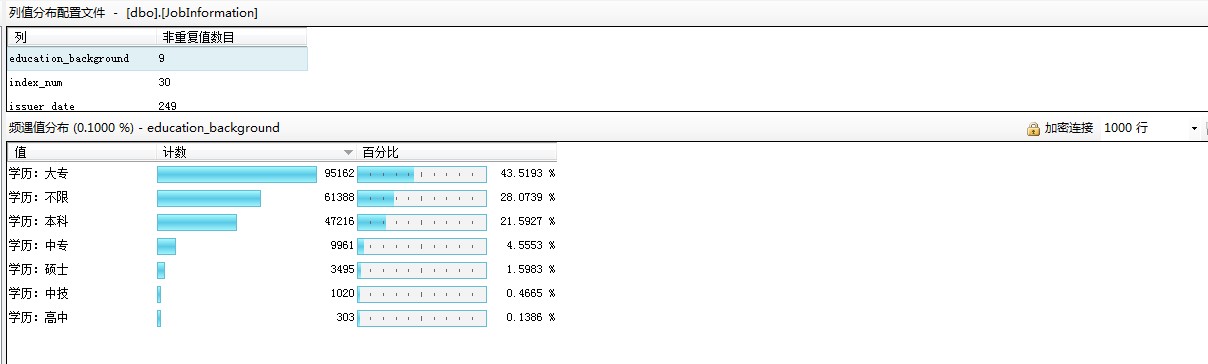 列值分布配置文件 - [dbo].[JobInformation]
列 非重复值数目
education_background 9
index_num 30
issuer_date 249
频遇值分布 (0.1000 %) - education_background 加密连接 1000 行
值 计数 百分比
学历: 大专 95162 43.5193 %
学历: 不限 61388 28.0739 %
学历: 本科 47216 21.5927 %
学历: 中专 9961 4.5553 %
学历: 硕士 3495 1.5983 %
学历: 中技 1020 0.4665 %
学历: 高中 303 0.1386 %